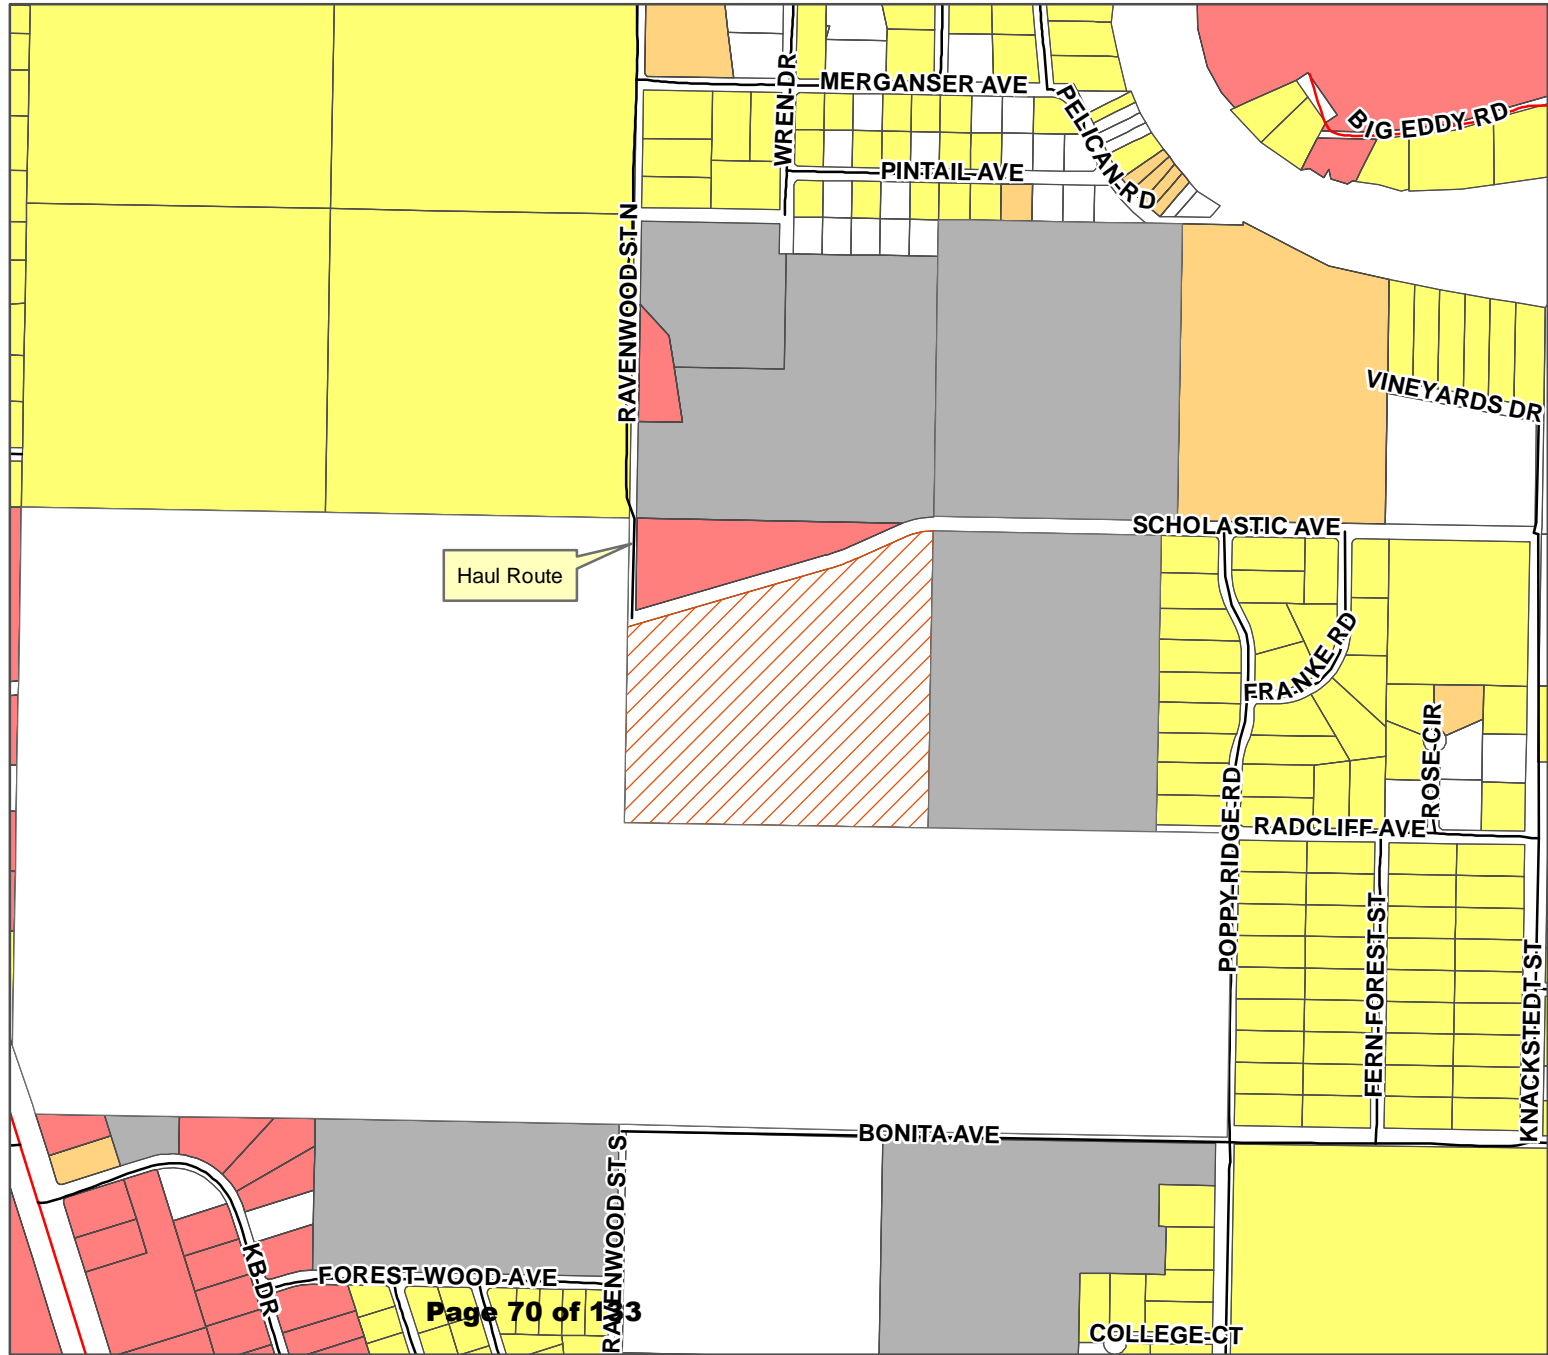 MERGANSER AVE
WREN DR
PELICAN RD
BIG EDDY RD
PINTAIL AVE
RAVENWOOD ST N
VINEYARDS DR
SCHOLASTIC AVE
Haul Route
FRANKE RD
ROSE CIR
POPPY RIDGE RD
RADCLIFF AVE
FERN FOREST ST
KNACKSTEDT ST
BONITA AVE
RAVENWOOD ST S
KB DR
FOREST WOOD AVE
Page 70 of 133
COLLEGE CT